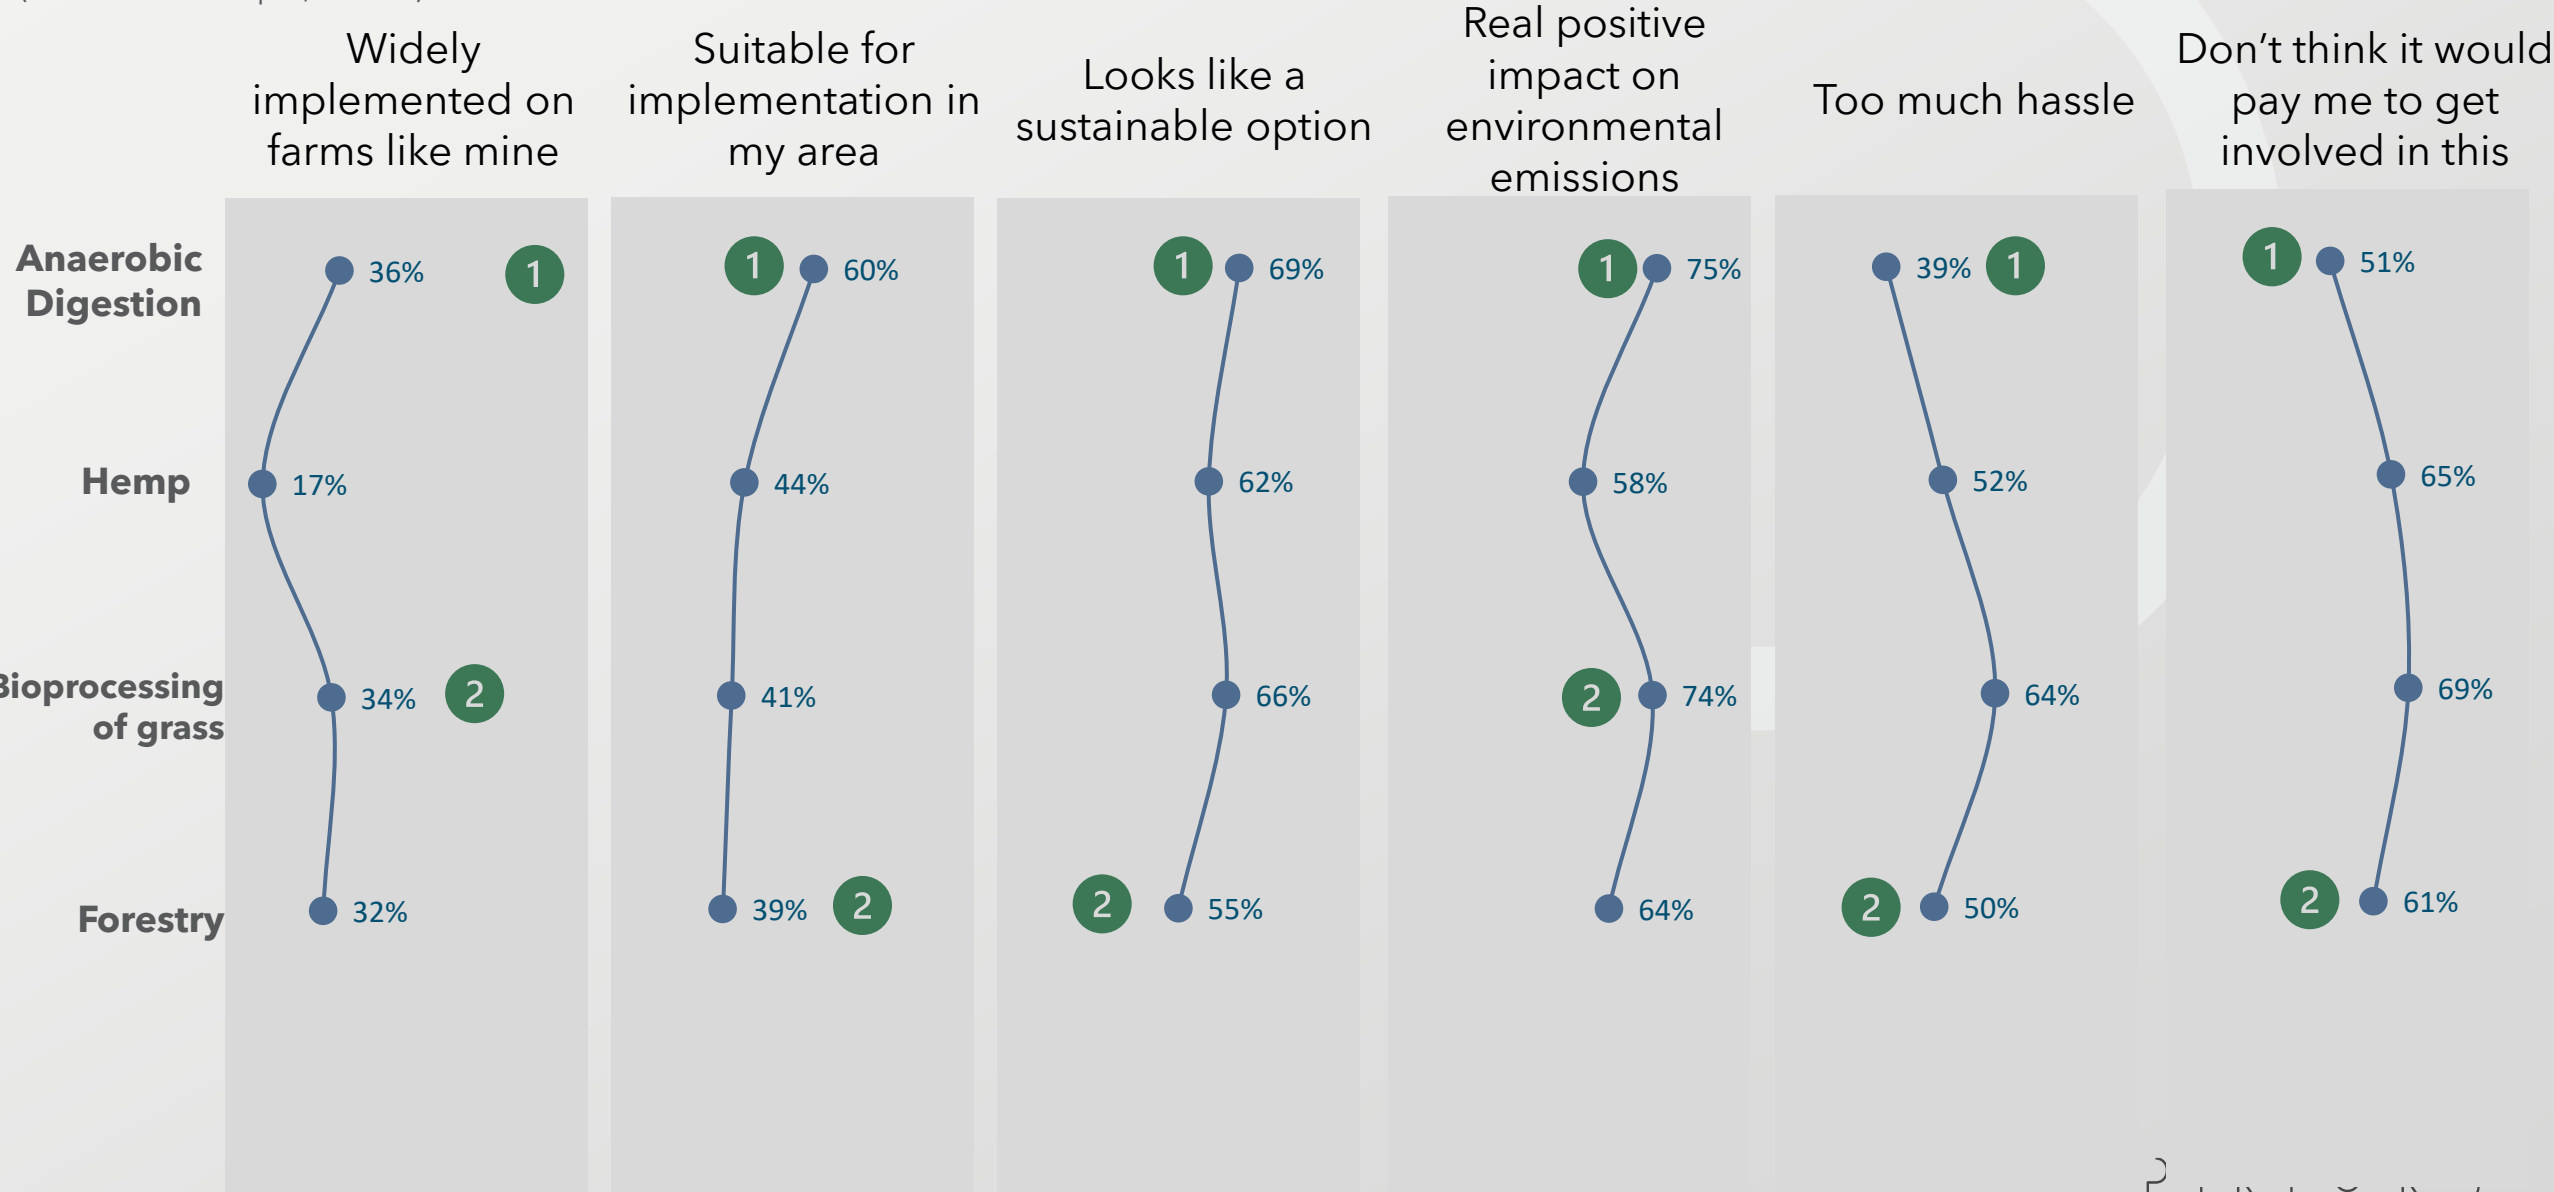 Widely
implemented on
farms like mine
Suitable for
implementation in
my area
Looks like a
sustainable option
Real positive
impact on
environmental
emissions
Too much hassle
Don't think it would
pay me to get
involved in this
Anaerobic
Digestion
36% 1 1 60% 1 69% 1 75% 39% 1 1 51%
Hemp
17% 44% 62% 58% 52% 65%
Bioprocessing
of grass
34% 2 41% 66% 2 74% 64% 69%
Forestry
32% 39% 2 2 55% 64% 2 50% 2 61%